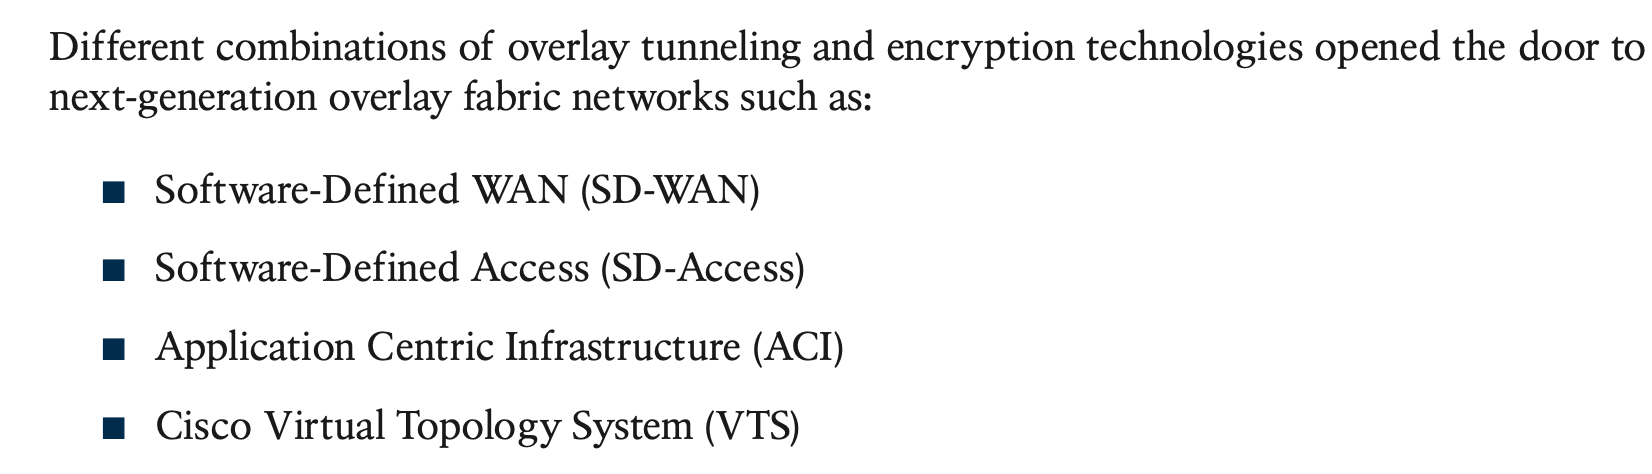 Different combinations of overlay tunneling and encryption technologies opened the door to
next-generation overlay fabric networks such as:
■ Software-Defined WAN (SD-WAN)
■ Software-Defined Access (SD-Access)
■ Application Centric Infrastructure (ACI)
■ Cisco Virtual Topology System (VTS)